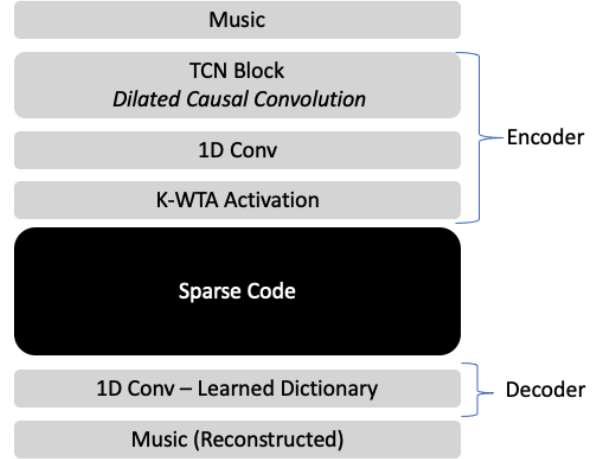 Music
TCN Block
Dilated Causal Convolution
Encoder
1D Conv
K-WTA Activation
Sparse Code
1D Conv – Learned Dictionary
Decoder
Music (Reconstructed)